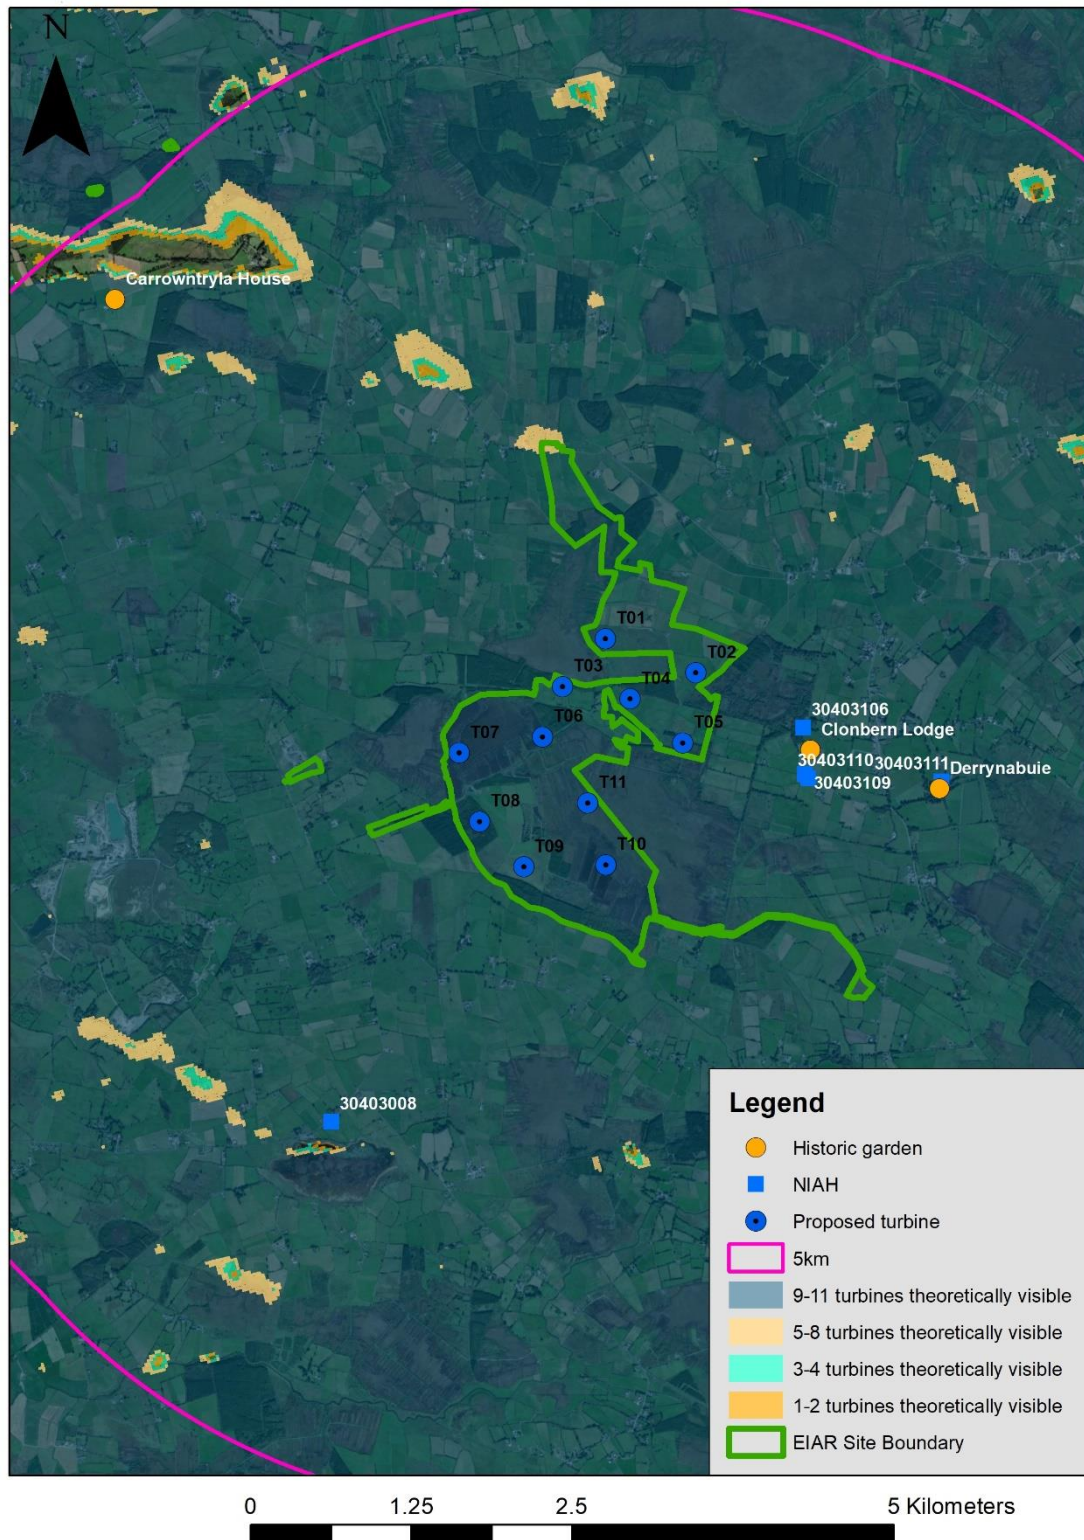 N
Carrowntryla House
T01
T02
T03
T04
T05
T06
T07
T08
T09
T10
T11
30403106
Clonbern Lodge
30403110
30403111
Derrynabuie
30403109
30403008
Legend
Historic garden
NIAH
Proposed turbine
5km
9-11 turbines theoretically visible
5-8 turbines theoretically visible
3-4 turbines theoretically visible
1-2 turbines theoretically visible
EIAR Site Boundary
0 1.25 2.5 5 Kilometers